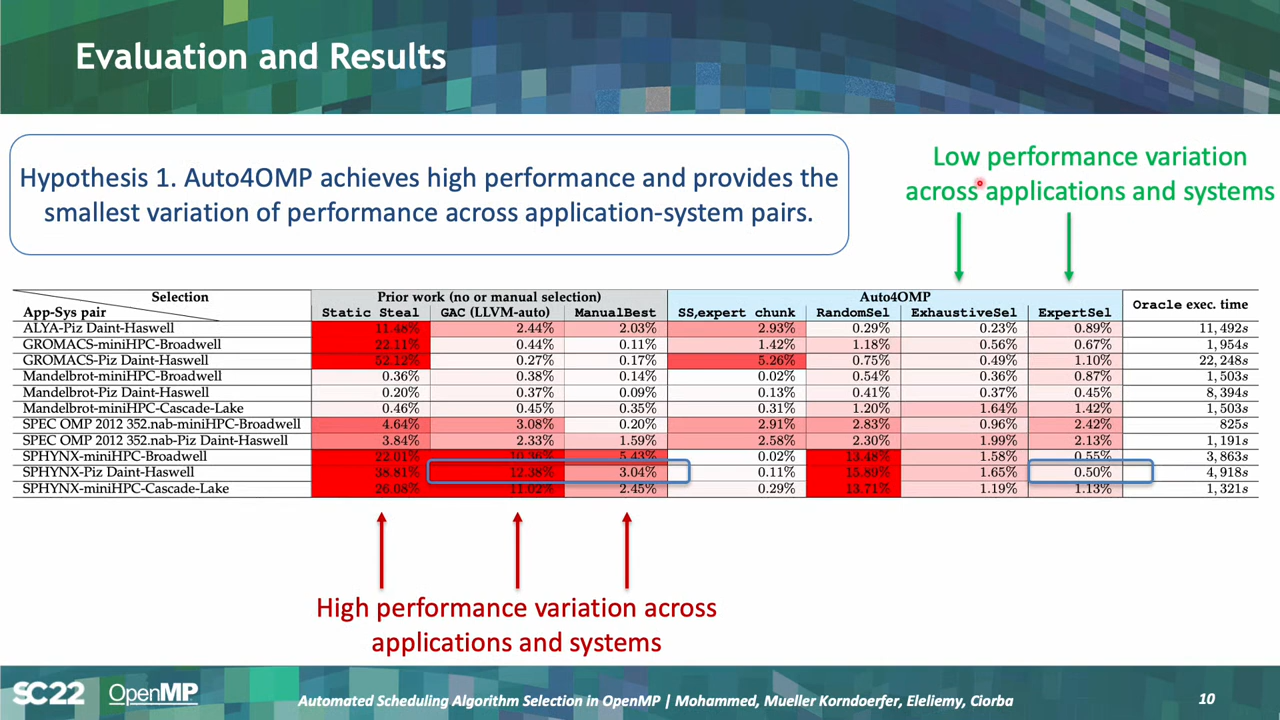 Evaluation and Results
Hypothesis 1. Auto4OMP achieves high performance and provides the
smallest variation of performance across application-system pairs.
Low performance variation
across applications and systems
Selection Prior work (no or manual selection) Auto4OMP Oracle exec. time
App-Sys pair Static Steal GAC (LLVM-auto) ManualBest SS,expert chunk RandomSel ExhaustiveSel ExpertSel
ALYA-Piz Daint-Haswell 11.48% 2.44% 2.03% 2.93% 0.29% 0.23% 0.89% 11,492s
GROMACS-miniHPC-Broadwell 22.11% 0.44% 0.11% 1.42% 1.18% 0.56% 0.67% 1,954s
GROMACS-Piz Daint-Haswell 52.12% 0.27% 0.17% 5.26% 0.75% 0.49% 1.10% 22,248s
Mandelbrot-miniHPC-Broadwell 0.36% 0.38% 0.14% 0.02% 0.54% 0.36% 0.87% 1,503s
Mandelbrot-Piz Daint-Haswell 0.20% 0.37% 0.09% 0.13% 0.41% 0.37% 0.45% 8,394s
Mandelbrot-miniHPC-Cascade-Lake 0.46% 0.45% 0.35% 0.31% 1.20% 1.64% 1.42% 1,503s
SPEC OMP 2012 352.nab-miniHPC-Broadwell 4.64% 3.08% 0.20% 2.91% 2.83% 0.96% 2.42% 825s
SPEC OMP 2012 352.nab-Piz Daint-Haswell 3.84% 2.33% 1.59% 2.58% 2.30% 1.99% 2.13% 1,191s
SPHYNX-miniHPC-Broadwell 22.01% 10.36% 5.43% 0.02% 13.48% 1.58% 0.55% 3,863s
SPHYNX-Piz Daint-Haswell 38.81% 12.38% 3.04% 0.11% 15.89% 1.65% 0.50% 4,918s
SPHYNX-miniHPC-Cascade-Lake 26.08% 11.02% 2.45% 0.29% 13.71% 1.19% 1.13% 1,321s
High performance variation across
applications and systems
SC22 OpenMP Automated Scheduling Algorithm Selection in OpenMP | Mohammed, Mueller Korndoerfer, Eleliemy, Ciorba 10